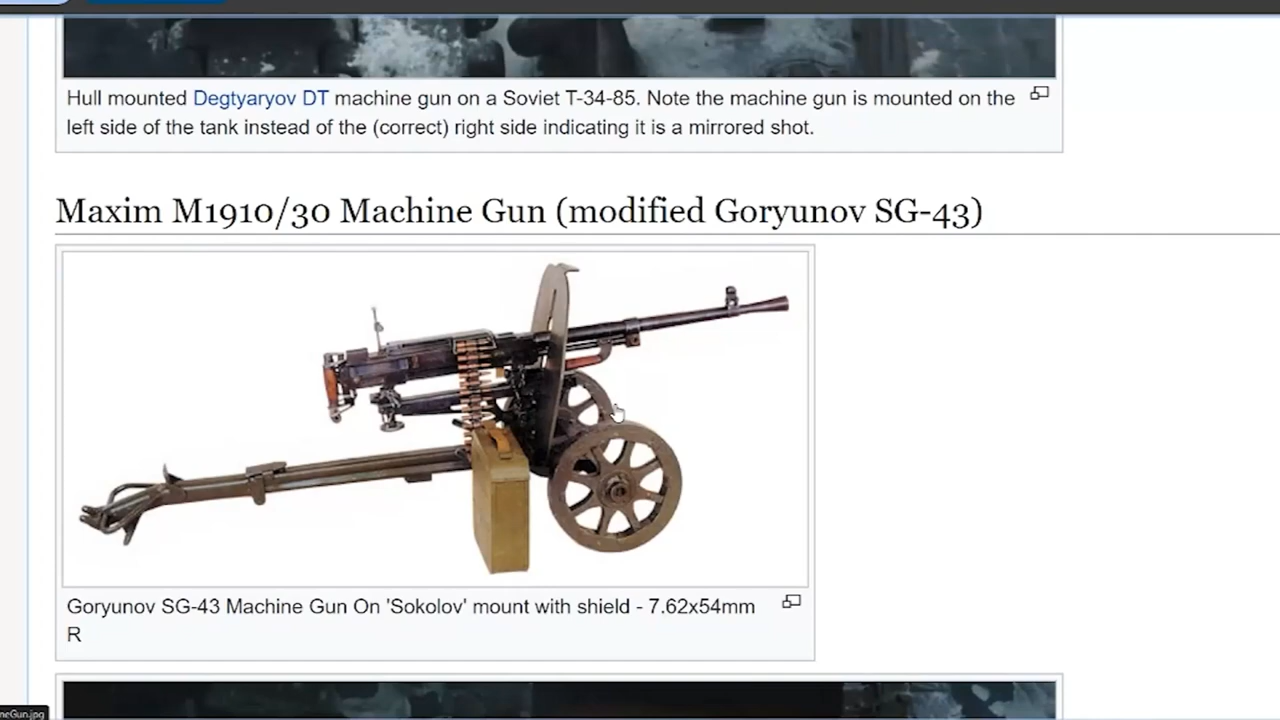 Hull mounted Degtyaryov DT machine gun on a Soviet T-34-85. Note the machine gun is mounted on the
left side of the tank instead of the (correct) right side indicating it is a mirrored shot.
Maxim M1910/30 Machine Gun (modified Goryunov SG-43)
Goryunov SG-43 Machine Gun On 'Sokolov' mount with shield - 7.62x54mm
R
neGun.jpg